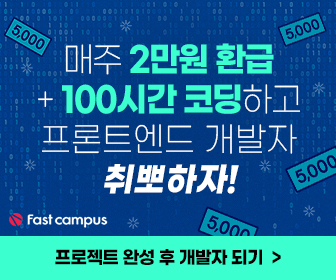 5,000
5,000
매주 2만원 환급
+ 100시간 코딩하고
프론트엔드 개발자
취뽀하자!
5,000
5,000
fast campus
프로젝트 완성 후 개발자 되기 >